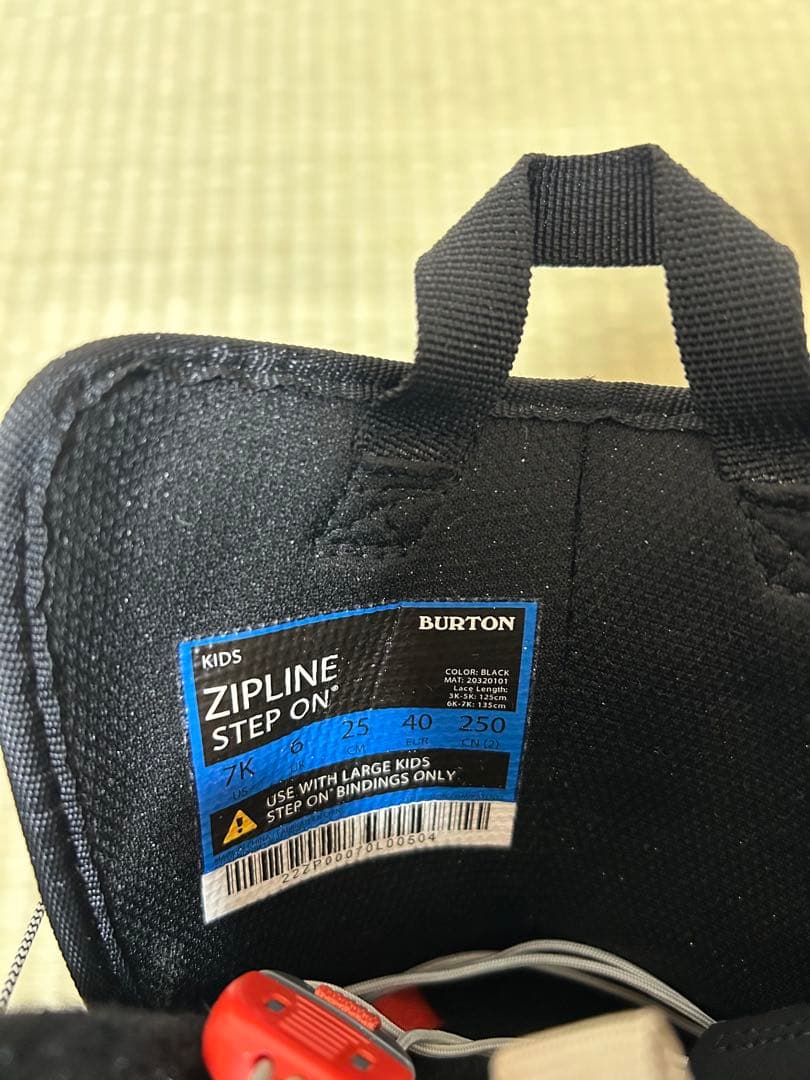 BURTON
KIDS
ZIPLINE
STEP ON®
COLOR: BLACK
MAT: 20320101
Lace Length:
3K-5K: 125cm
6K-7K: 135cm
7K 6 25 40 250
US UK CM EUR CN (2)
USE WITH LARGE KIDS
STEP ON® BINDINGS ONLY
22ZP00070L00504